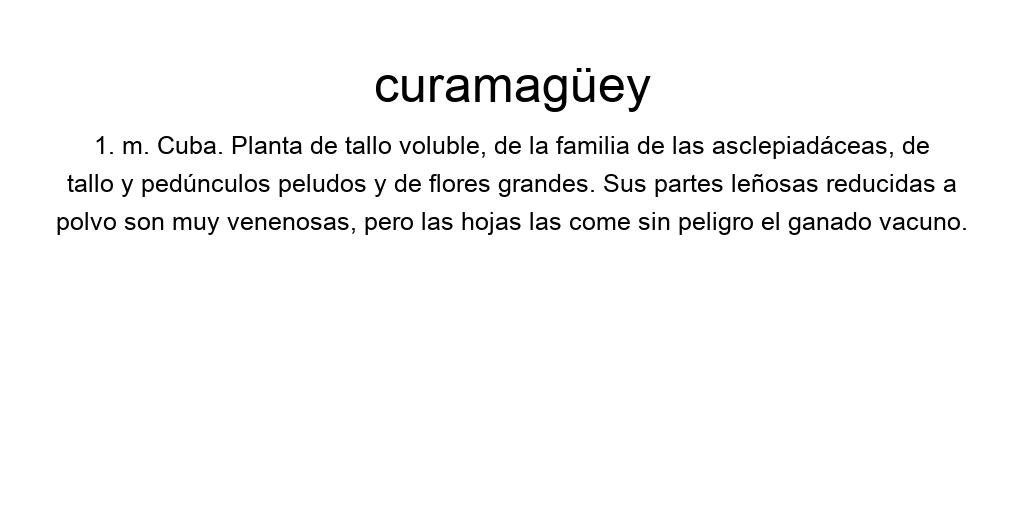 curamagüey
1. m. Cuba. Planta de tallo voluble, de la familia de las asclepiadáceas, de
tallo y pedúnculos peludos y de flores grandes. Sus partes leñosas reducidas a
polvo son muy venenosas, pero las hojas las come sin peligro el ganado vacuno.